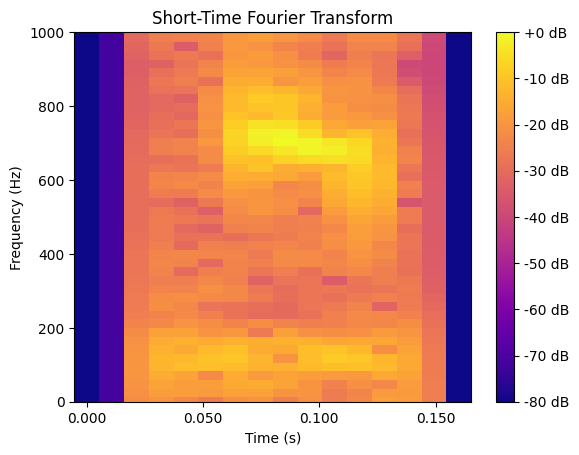 Short-Time Fourier Transform
Frequency (Hz)
1000
800
600
400
200
0
0.000
0.050
0.100
0.150
Time (s)
+0 dB
-10 dB
-20 dB
-30 dB
-40 dB
-50 dB
-60 dB
-70 dB
-80 dB